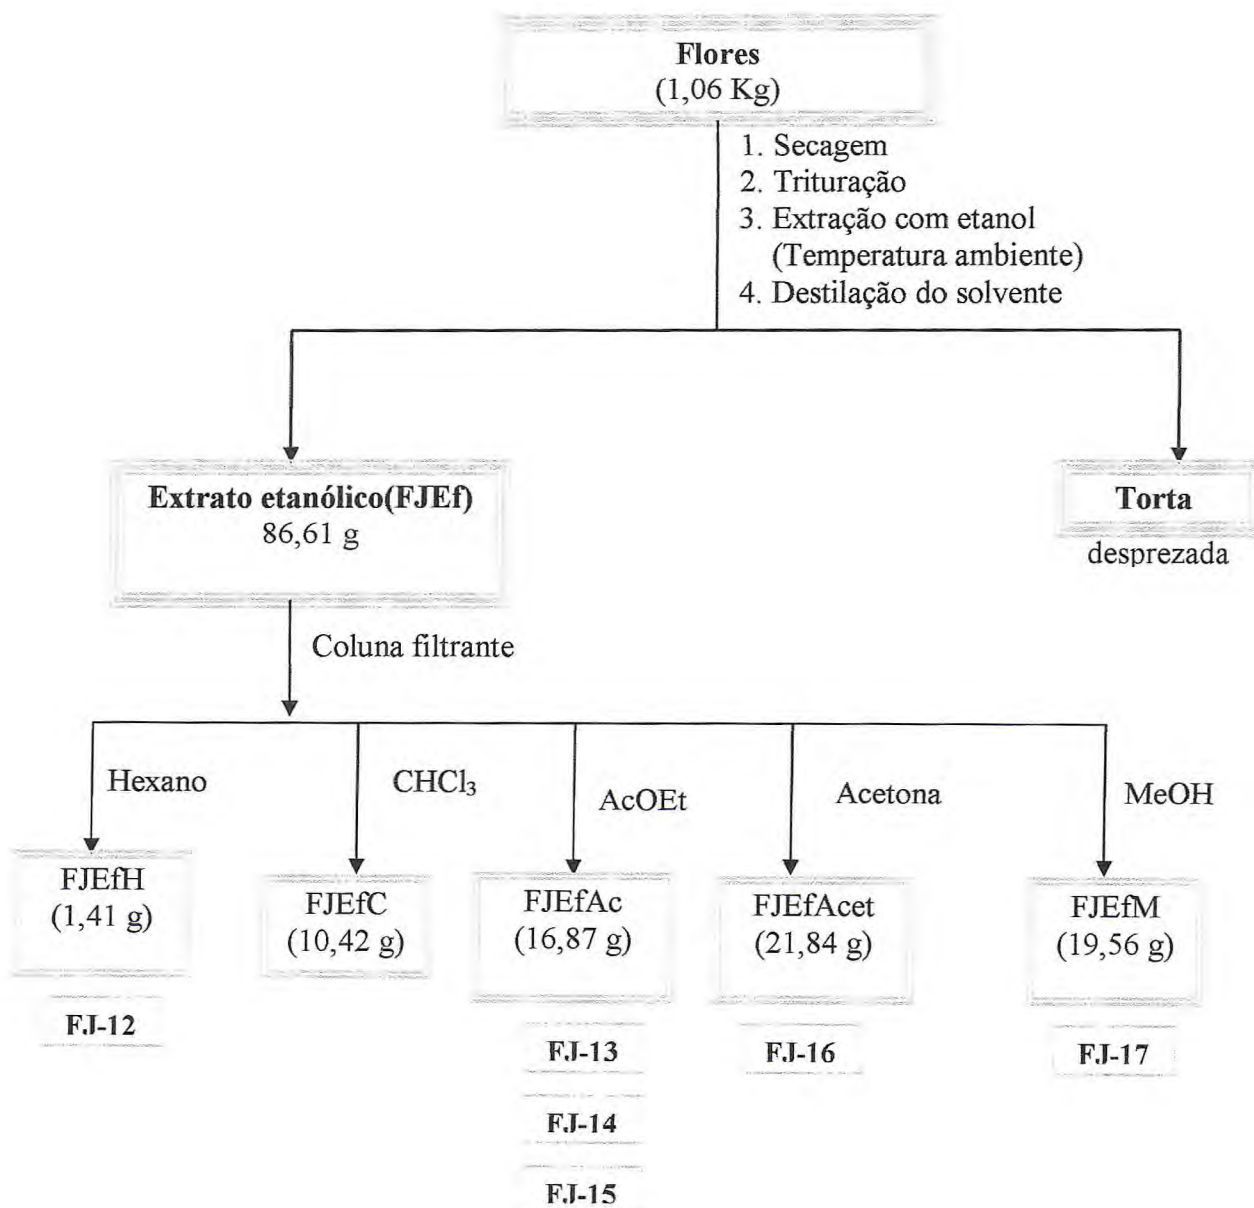 Flores
(1,06 Kg)
1. Secagem
2. Trituração
3. Extração com etanol
(Temperatura ambiente)
4. Destilação do solvente
Extrato etanólico(FJEf)
86,61 g
Torta
desprezada
Coluna filtrante
Hexano
CHCl₃
AcOEt
Acetona
MeOH
FJEfH
(1,41 g)
FJEfC
(10,42 g)
FJEfAc
(16,87 g)
FJEfAcet
(21,84 g)
FJEfM
(19,56 g)
FJ-12
FJ-13
FJ-16
FJ-17
FJ-14
FJ-15